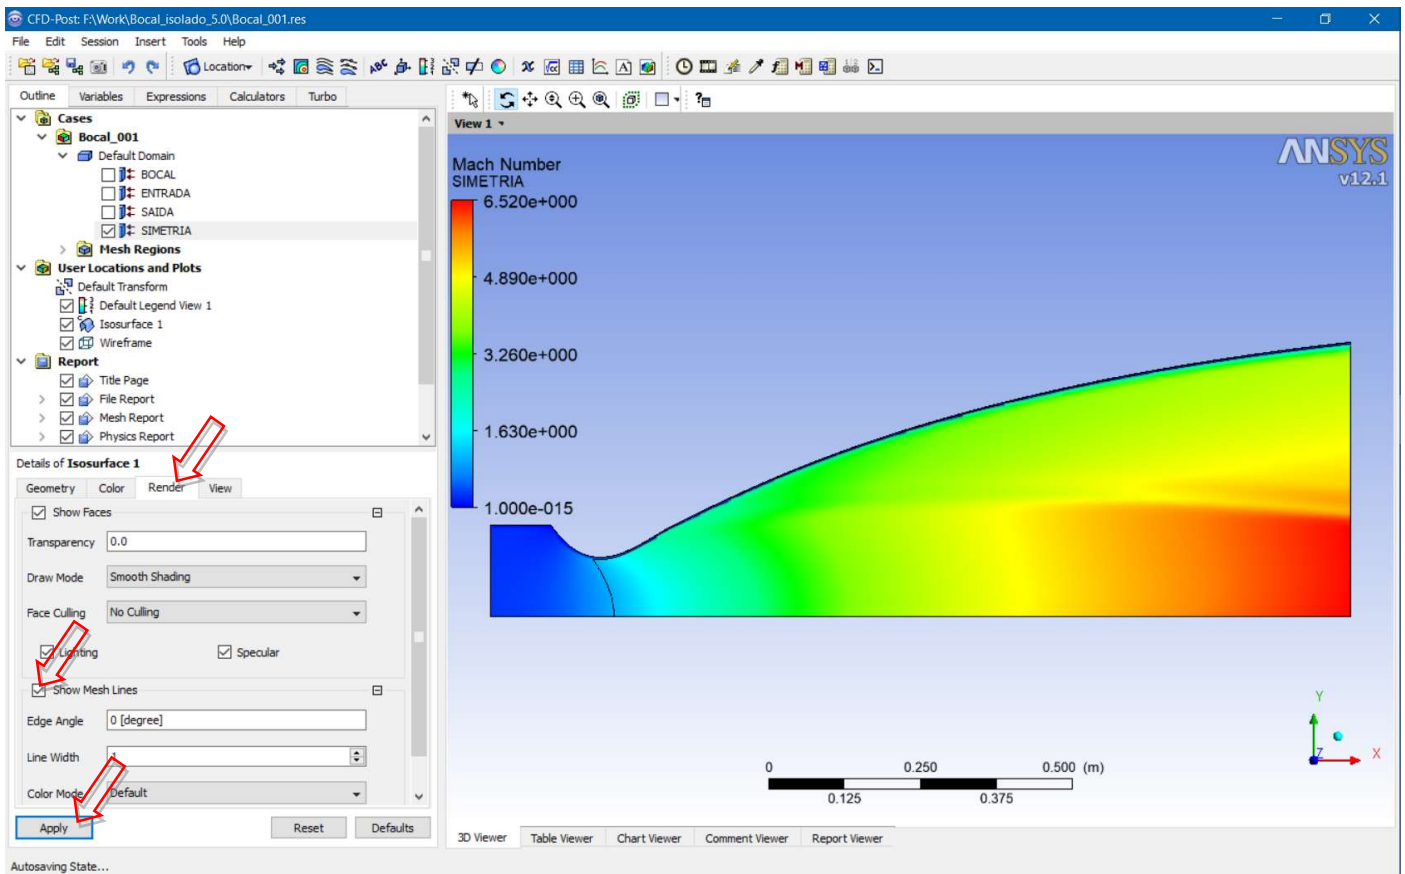 CFD-Post: F:\Work\Bocal_isolado_5.0\Bocal_001.res
File Edit Session Insert Tools Help
Location
Outline Variables Expressions Calculators Turbo
Cases
Bocal_001
Default Domain
BOCAL
ENTRADA
SAIDA
SIMETRIA
Mesh Regions
User Locations and Plots
Default Transform
Default Legend View 1
Isosurface 1
Wireframe
Report
Title Page
File Report
Mesh Report
Physics Report
Details of Isosurface 1
Geometry Color Render View
Show Faces
Transparency 0.0
Draw Mode Smooth Shading
Face Culling No Culling
Lighting Specular
Show Mesh Lines
Edge Angle 0 [degree]
Line Width 1
Color Mode Default
Apply Reset Defaults
Autosaving State...
View 1
ANSYS
v12.1
Mach Number
SIMETRIA
6.520e+000
4.890e+000
3.260e+000
1.630e+000
1.000e-015
Y
Z X
0 0.250 0.500 (m)
0.125 0.375
3D Viewer Table Viewer Chart Viewer Comment Viewer Report Viewer